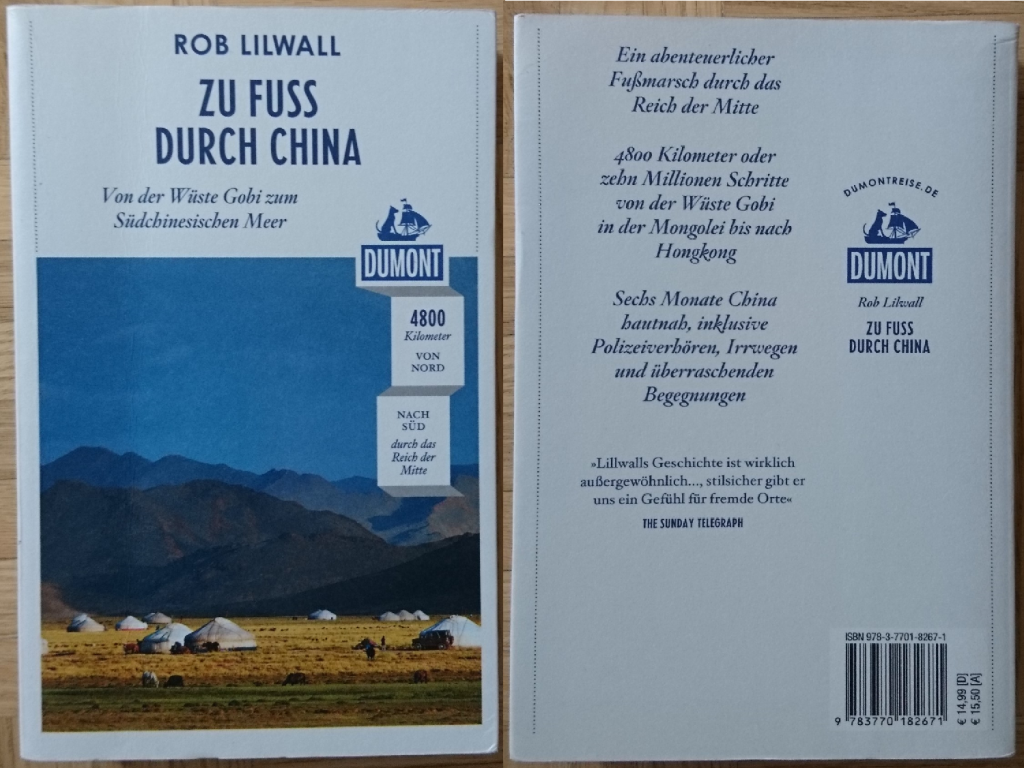 ROB LILWALL
ZU FUSS
DURCH CHINA
Von der Wüste Gobi zum
Südchinesischen Meer
DUMONT
4800
Kilometer
VON
NORD
NACH
SÜD
durch das
Reich der
Mitte
Ein abenteuerlicher
Fußmarsch durch das
Reich der Mitte
4800 Kilometer oder
zehn Millionen Schritte
von der Wüste Gobi
in der Mongolei bis nach
Hongkong
Sechs Monate China
hautnah, inklusive
Polizeiverhören, Irrwegen
und überraschenden
Begegnungen
»Lillwalls Geschichte ist wirklich
außergewöhnlich..., stilsicher gibt er
uns ein Gefühl für fremde Orte«
THE SUNDAY TELEGRAPH
DUMONTREISE.DE
DUMONT
Rob Lilwall
ZU FUSS
DURCH CHINA
ISBN 978-3-7701-8267-1
9 783770 182671
€ 14,99 [D]
€ 15,50 [A]